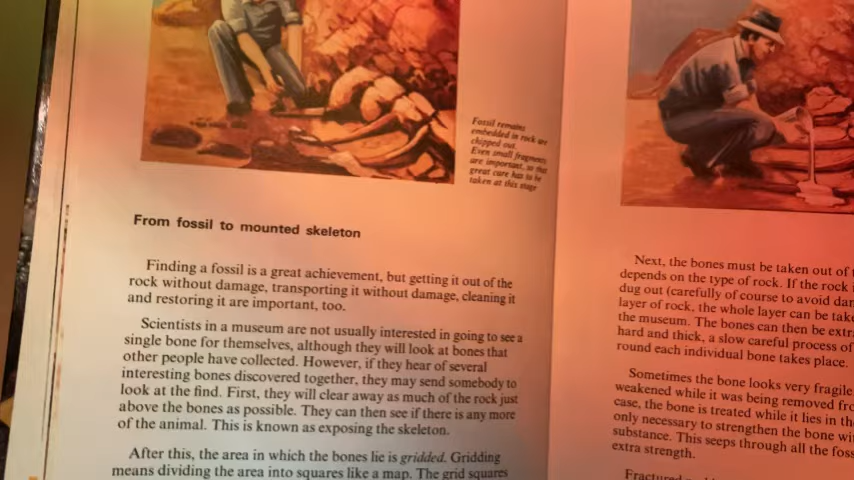 Fossil remains
embedded in rock are
chipped out.
Even small fragments
are important, so that
great care has to be
taken at this stage
From fossil to mounted skeleton
Finding a fossil is a great achievement, but getting it out of the
rock without damage, transporting it without damage, cleaning it
and restoring it are important, too.
Scientists in a museum are not usually interested in going to see a
single bone for themselves, although they will look at bones that
other people have collected. However, if they hear of several
interesting bones discovered together, they may send somebody to
look at the find. First, they will clear away as much of the rock just
above the bones as possible. They can then see if there is any more
of the animal. This is known as exposing the skeleton.
After this, the area in which the bones lie is gridded. Gridding
means dividing the area into squares like a map. The grid squares
Next, the bones must be taken out of
depends on the type of rock. If the rock
dug out (carefully of course to avoid
layer of rock, the whole layer can be
the museum. The bones can then be
hard and thick, a slow careful process of
round each individual bone takes place.
Sometimes the bone looks very fragile
weakened while it was being removed
case, the bone is treated while it lies in
only necessary to strengthen the bone
substance. This seeps through all the
extra strength.
Fractured